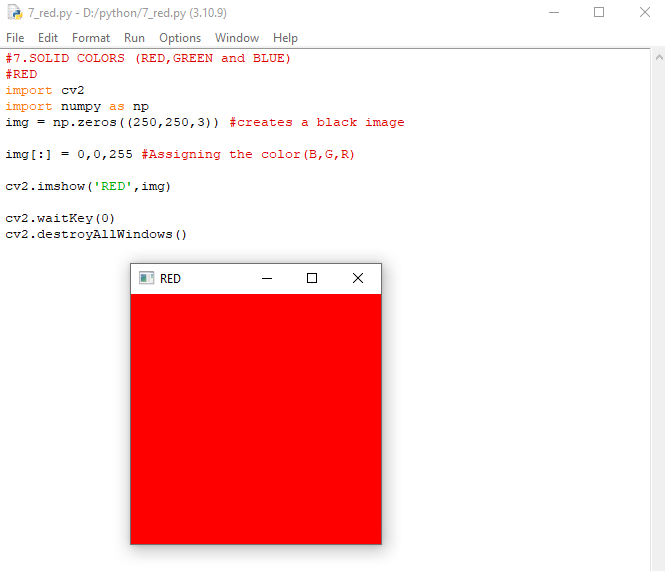 7_red.py - D:/python/7_red.py (3.10.9)
File Edit Format Run Options Window Help
#7.SOLID COLORS (RED,GREEN and BLUE)
#RED
import cv2
import numpy as np
img = np.zeros((250,250,3)) #creates a black image
img[:] = 0,0,255 #Assigning the color(B,G,R)
cv2.imshow('RED',img)
cv2.waitKey(0)
cv2.destroyAllWindows()
RED